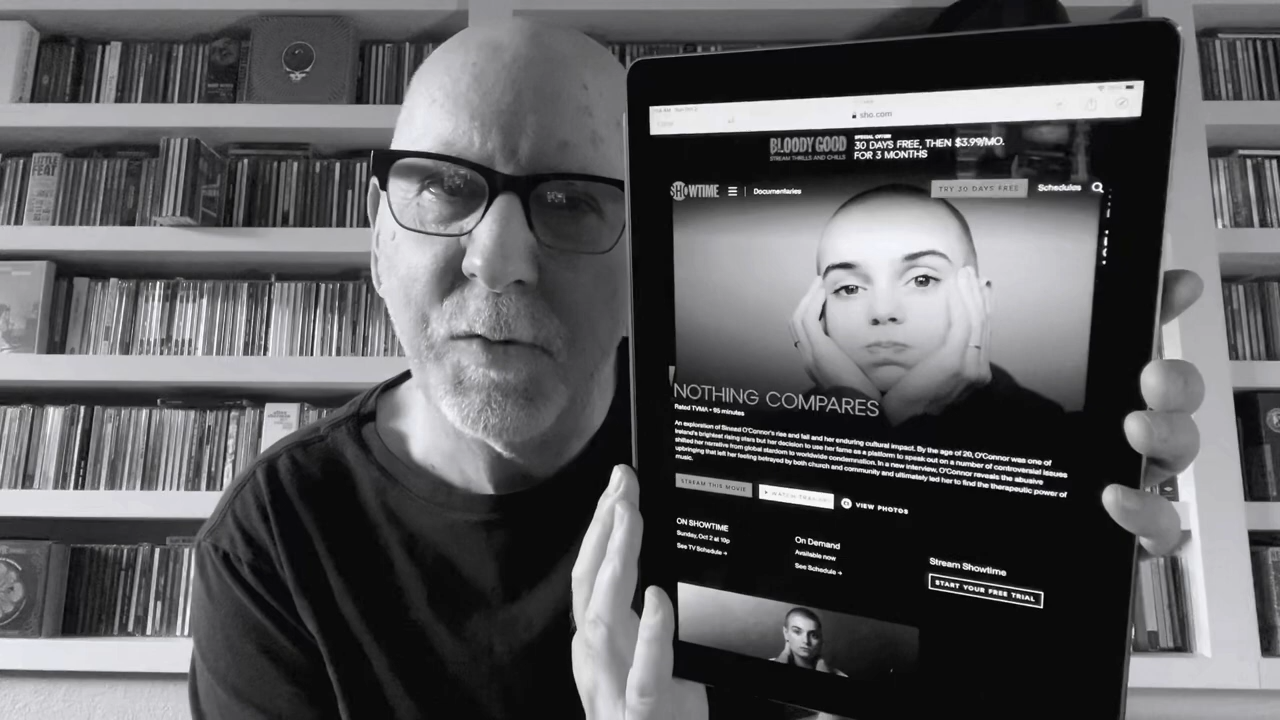 LITTLE
FEAT
sho.com
BLOODY GOOD
STREAM THRILLS AND CHILLS
SPECIAL OFFER
30 DAYS FREE, THEN $3.99/MO.
FOR 3 MONTHS
SHOWTIME
Documentaries
TRY 30 DAYS FREE
Schedules
NOTHING COMPARES
Rated TVMA • 95 minutes
An exploration of Sinéad O'Connor's rise and fall and her enduring cultural impact. By the age of 20, O'Connor was one of
Ireland's brightest rising stars but her decision to use her fame as a platform to speak out on a number of controversial issues
shifted her narrative from global stardom to worldwide condemnation. In a new interview, O'Connor reveals the abusive
upbringing that left her feeling betrayed by both church and community and ultimately led her to find the therapeutic power of
music.
STREAM THIS MOVIE
WATCH TRAILER
VIEW PHOTOS
ON SHOWTIME
Sunday, Oct 2 at 10p
See TV Schedule →
On Demand
Available now
See Schedule →
Stream Showtime
START YOUR FREE TRIAL